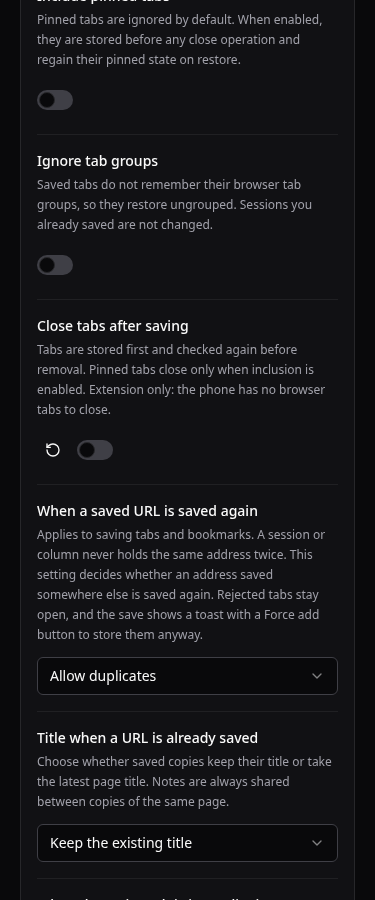 Pinned tabs are ignored by default. When enabled,
they are stored before any close operation and
regain their pinned state on restore.
Ignore tab groups
Saved tabs do not remember their browser tab
groups, so they restore ungrouped. Sessions you
already saved are not changed.
Close tabs after saving
Tabs are stored first and checked again before
removal. Pinned tabs close only when inclusion is
enabled. Extension only: the phone has no browser
tabs to close.
When a saved URL is saved again
Applies to saving tabs and bookmarks. A session or
column never holds the same address twice. This
setting decides whether an address saved
somewhere else is saved again. Rejected tabs stay
open, and the save shows a toast with a Force add
button to store them anyway.
Allow duplicates
Title when a URL is already saved
Choose whether saved copies keep their title or take
the latest page title. Notes are always shared
between copies of the same page.
Keep the existing title